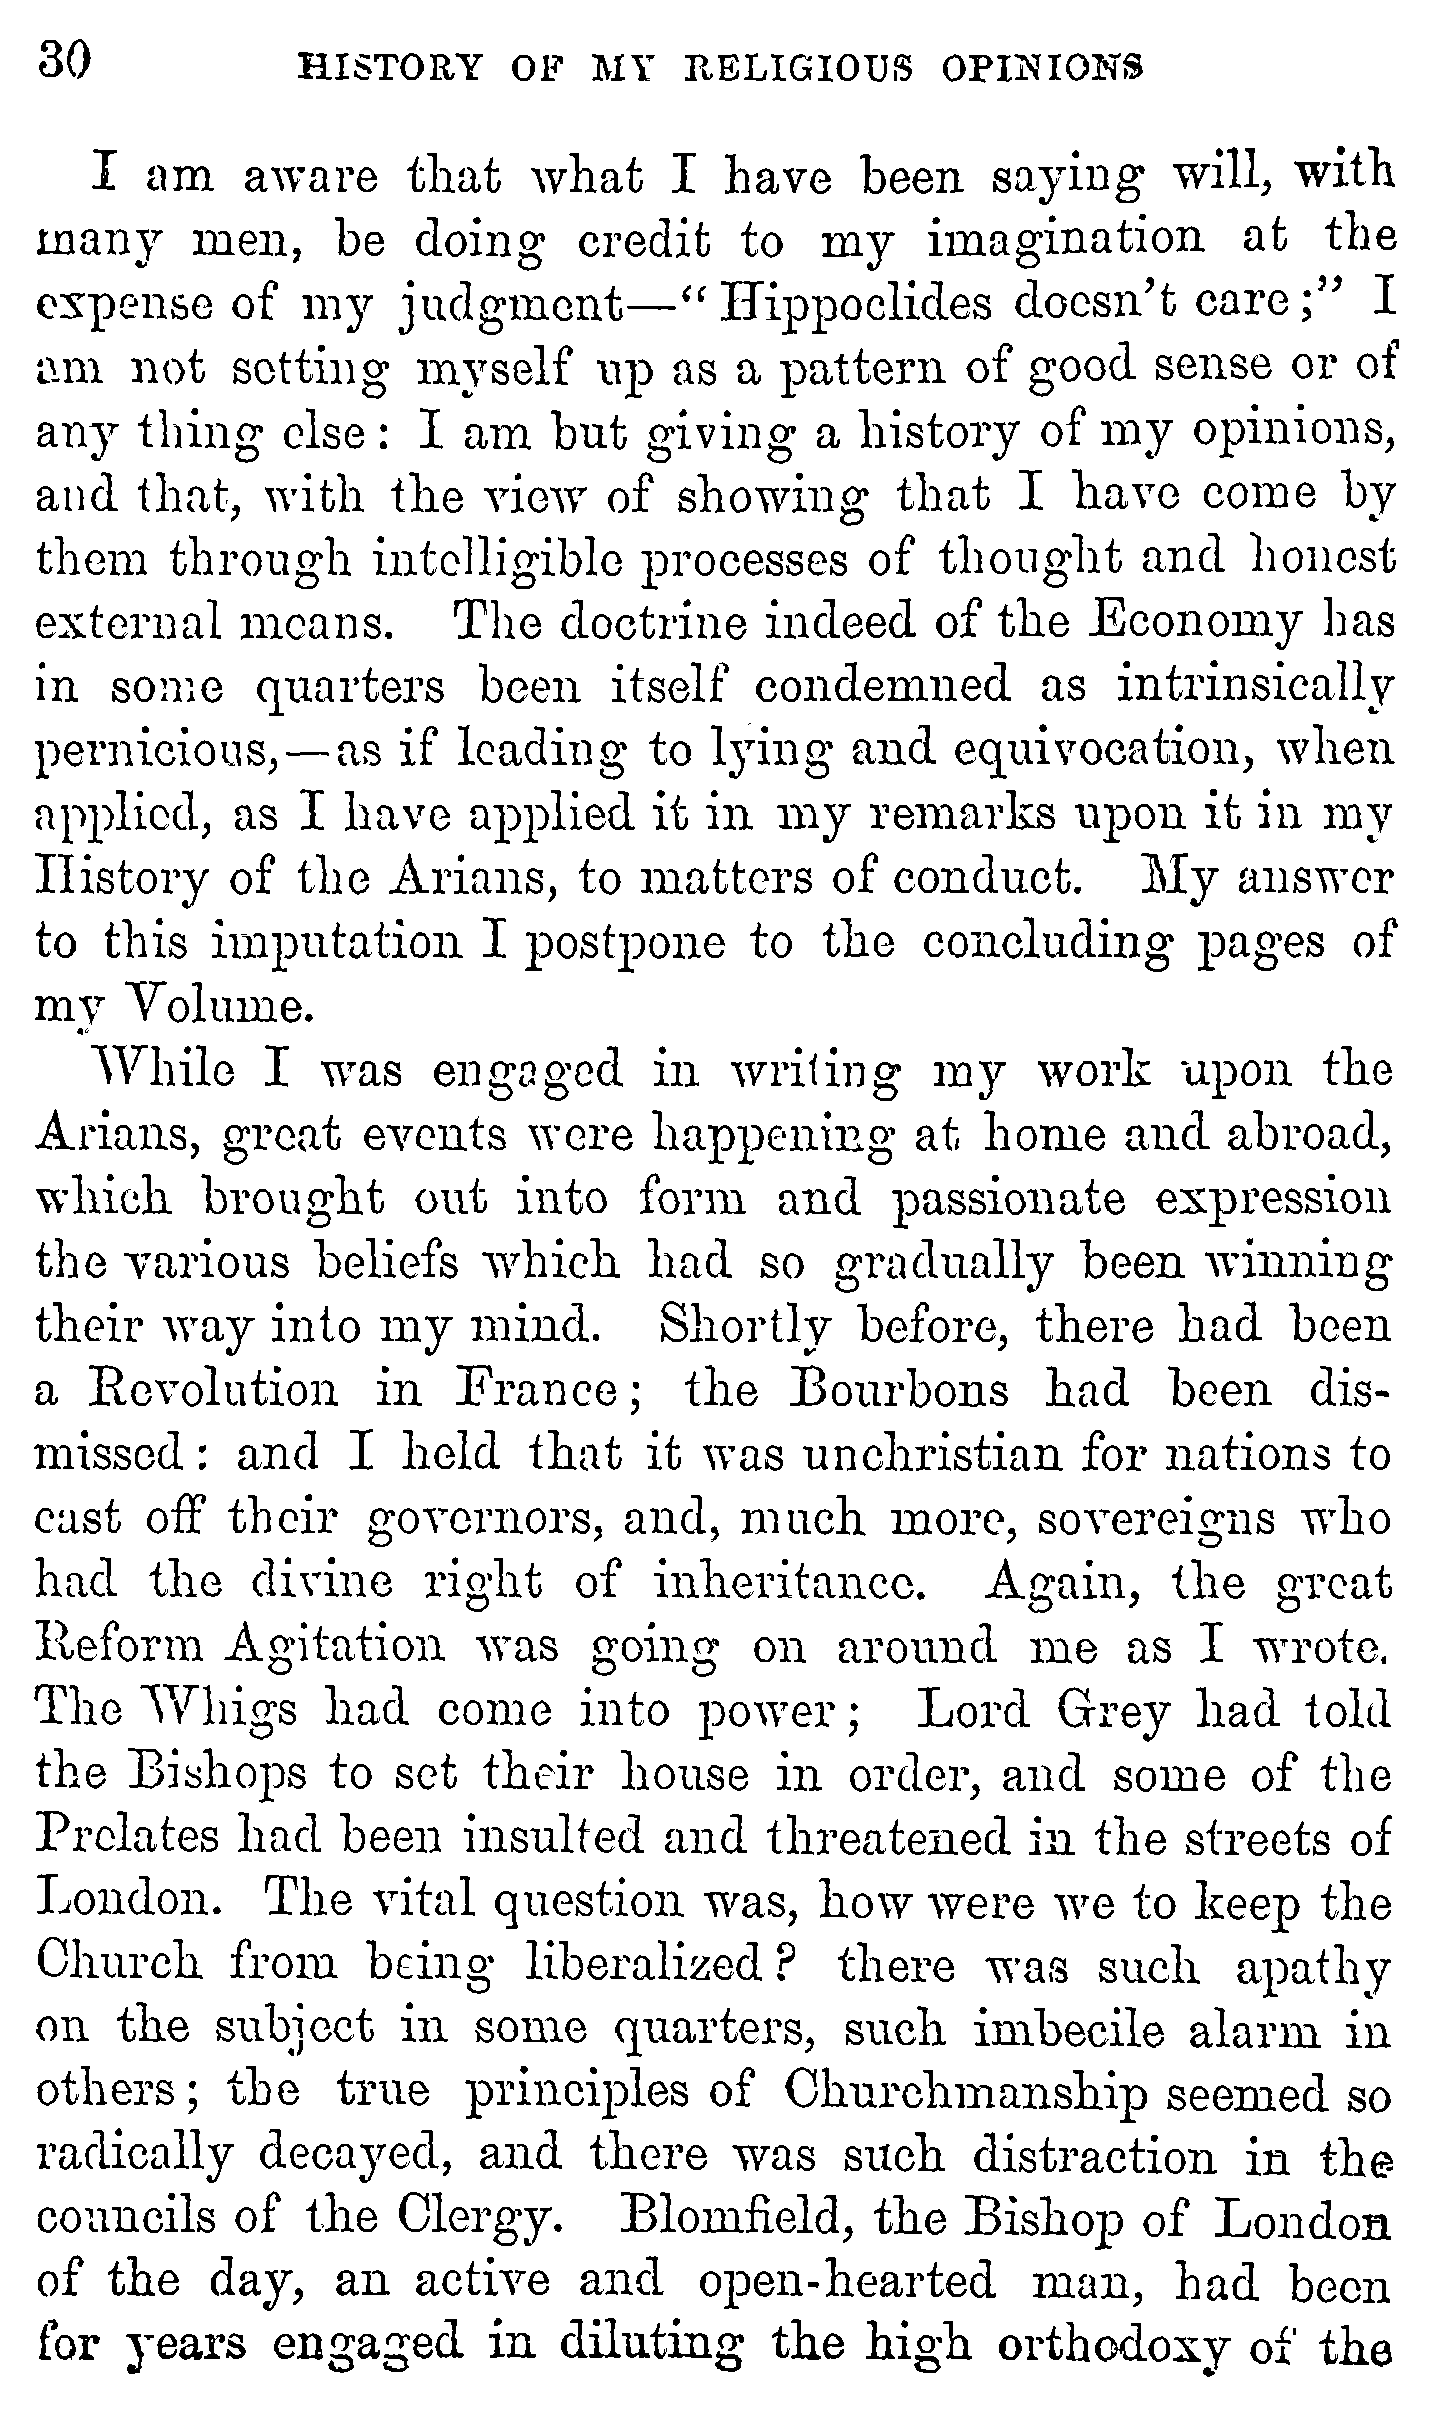 30 HISTORY OF MY RELIGIOUS OPINIONS
I am aware that what I have been saying will, with
many men, be doing credit to my imagination at the
expense of my judgment—“Hippoclides doesn’t care;” I
am not setting myself up as a pattern of good sense or of
any thing else: I am but giving a history of my opinions,
and that, with the view of showing that I have come by
them through intelligible processes of thought and honest
external means. The doctrine indeed of the Economy has
in some quarters been itself condemned as intrinsically
pernicious,—as if leading to lying and equivocation, when
applied, as I have applied it in my remarks upon it in my
History of the Arians, to matters of conduct. My answer
to this imputation I postpone to the concluding pages of
my Volume.
While I was engaged in writing my work upon the
Arians, great events were happening at home and abroad,
which brought out into form and passionate expression
the various beliefs which had so gradually been winning
their way into my mind. Shortly before, there had been
a Revolution in France; the Bourbons had been dis-
missed: and I held that it was unchristian for nations to
cast off their governors, and, much more, sovereigns who
had the divine right of inheritance. Again, the great
Reform Agitation was going on around me as I wrote.
The Whigs had come into power; Lord Grey had told
the Bishops to set their house in order, and some of the
Prelates had been insulted and threatened in the streets of
London. The vital question was, how were we to keep the
Church from being liberalized? there was such apathy
on the subject in some quarters, such imbecile alarm in
others; the true principles of Churchmanship seemed so
radically decayed, and there was such distraction in the
councils of the Clergy. Blomfield, the Bishop of London
of the day, an active and open-hearted man, had been
for years engaged in diluting the high orthodoxy of the